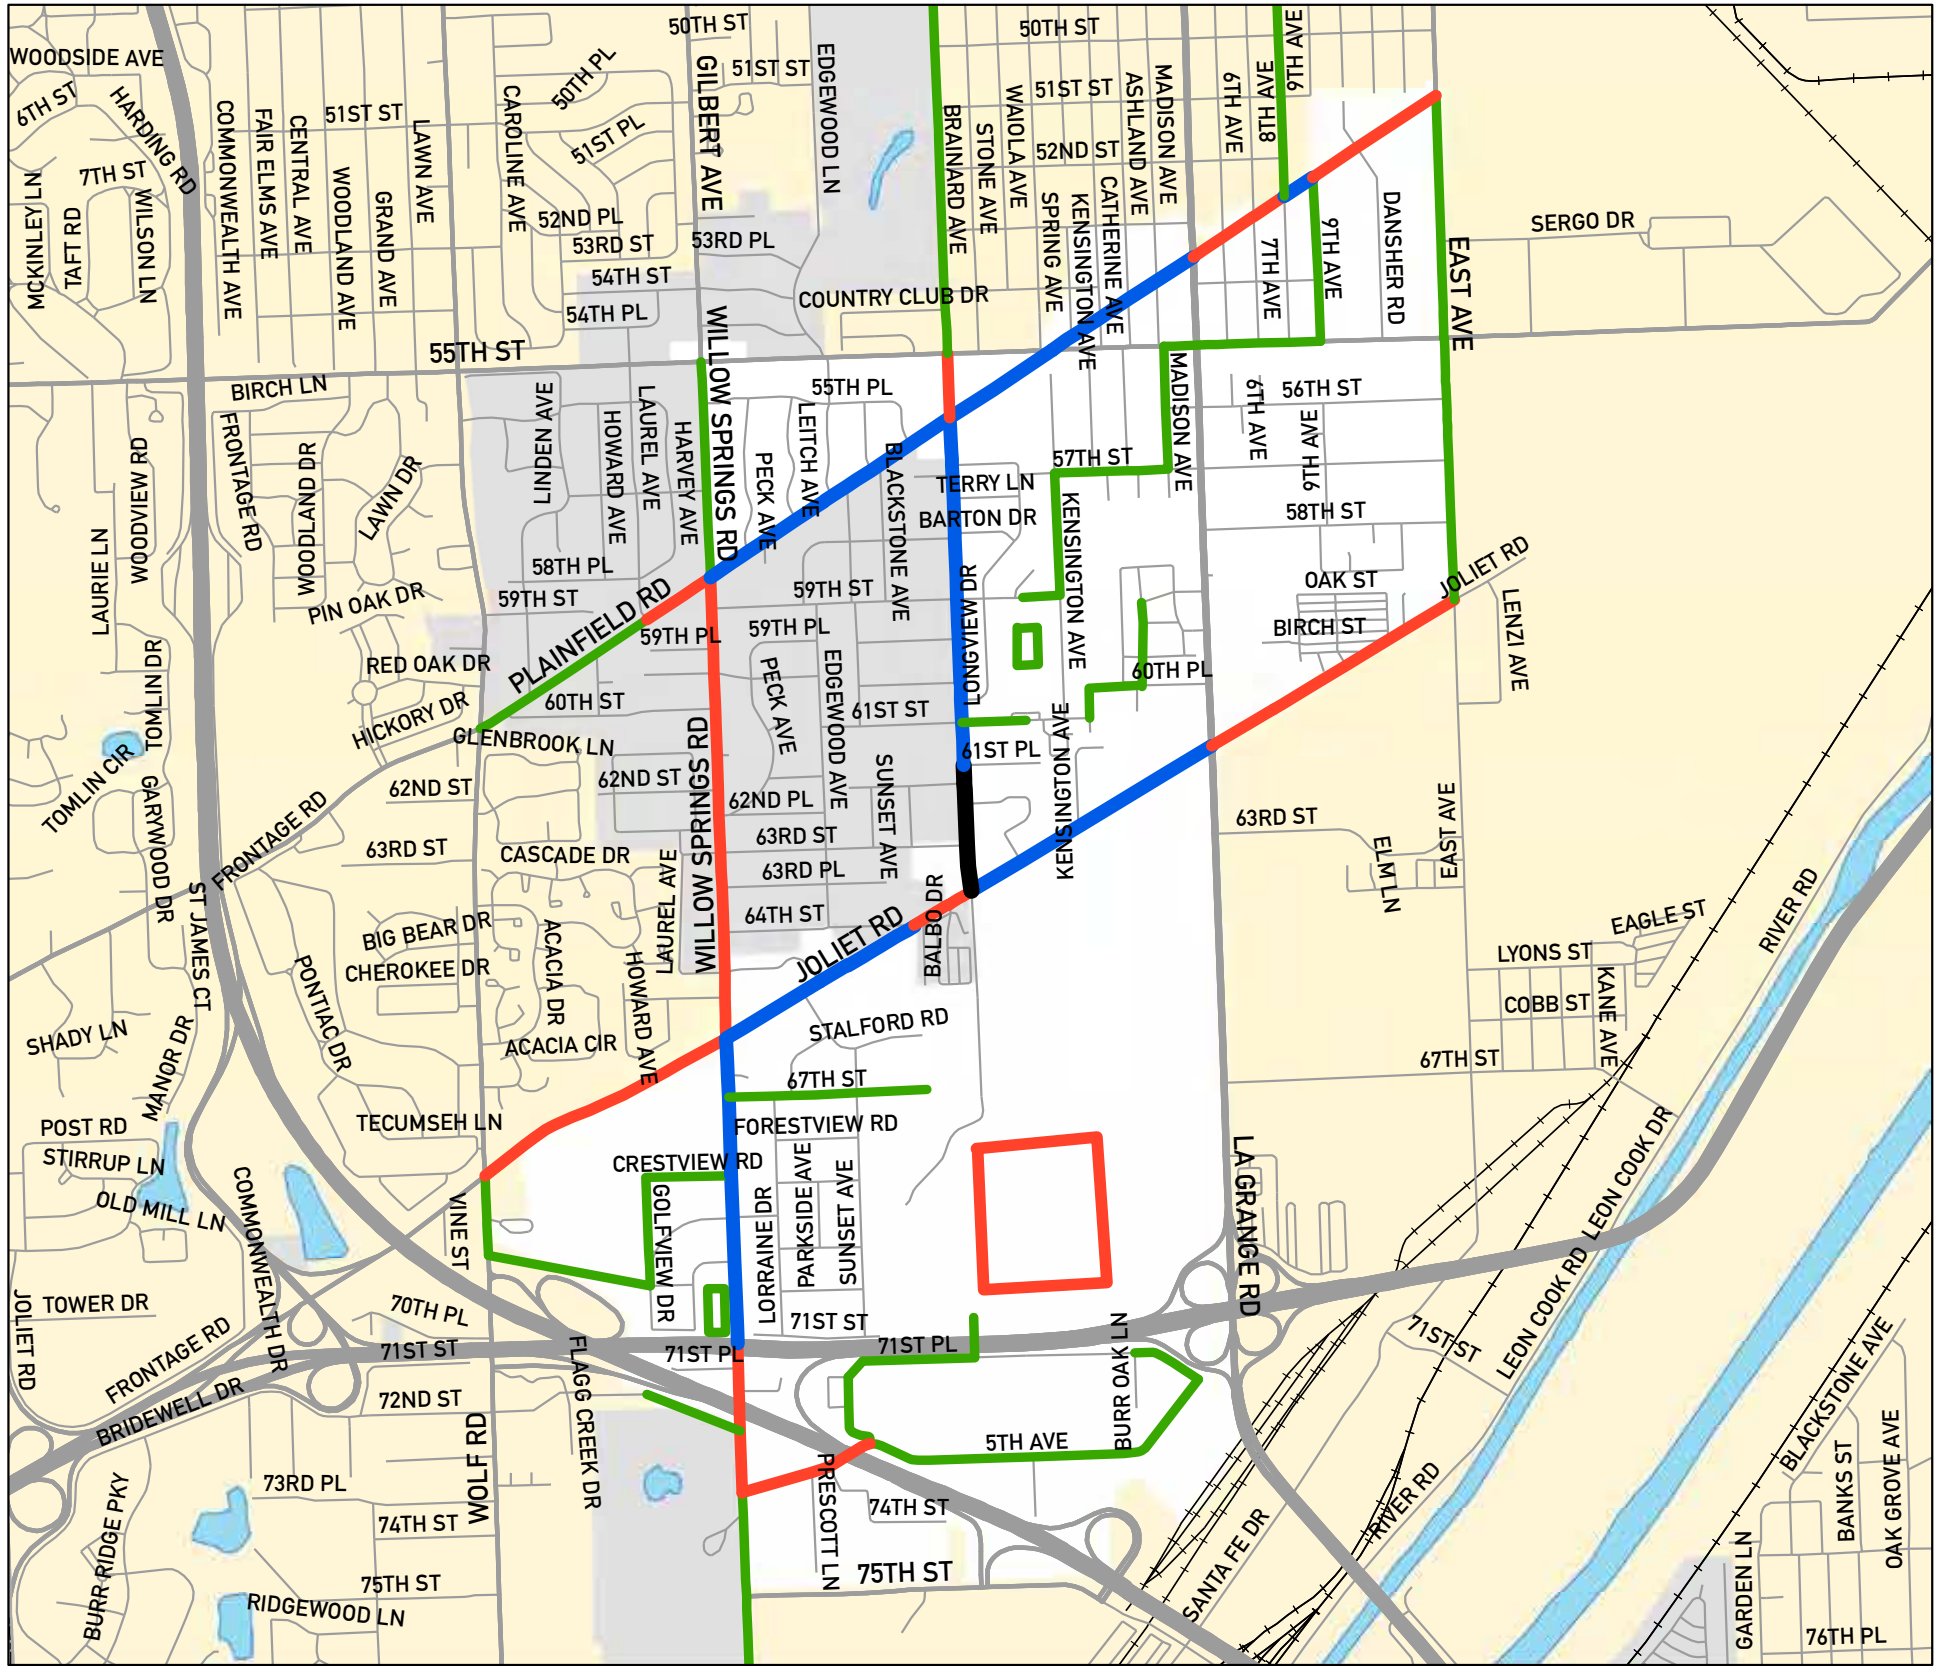 WOODSIDE AVE
6TH ST
HARDING RD
7TH ST
MCKINLEY LN
TAFT RD
WILSON LN
COMMONWEALTH AVE
FAIR ELMS AVE
CENTRAL AVE
51ST ST
WOODLAND AVE
GRAND AVE
LAWN AVE
CAROLINE AVE
50TH PL
51ST PL
52ND PL
53RD ST
54TH ST
54TH PL
50TH ST
51ST ST
GILBERT AVE
EDGEWOOD LN
53RD PL
COUNTRY CLUB DR
BRAINARD AVE
STONE AVE
WAIOLA AVE
50TH ST
51ST ST
52ND ST
SPRING AVE
KENSINGTON AVE
CATHERINE AVE
ASHLAND AVE
MADISON AVE
6TH AVE
8TH AVE
9TH AVE
7TH AVE
9TH AVE
DANSHER RD
EAST AVE
SERGO DR
55TH ST
BIRCH LN
FRONTAGE RD
WOODLAND DR
LAWN DR
WOODVIEW RD
LAURIE LN
PIN OAK DR
RED OAK DR
HICKORY DR
TOMLIN DR
TOMLIN CIR
GARYWOOD DR
LINDEN AVE
HOWARD AVE
LAUREL AVE
HARVEY AVE
WILLOW SPRINGS RD
PECK AVE
LEITCH AVE
55TH PL
BLACKSTONE AVE
TERRY LN
BARTON DR
57TH ST
MADISON AVE
6TH AVE
56TH ST
9TH AVE
58TH ST
OAK ST
BIRCH ST
JOLIET RD
LENZI AVE
58TH PL
59TH ST
PLAINFIELD RD
59TH PL
60TH ST
GLENBROOK LN
59TH ST
59TH PL
PECK AVE
EDGEWOOD AVE
61ST ST
LONGVIEW DR
KENSINGTON AVE
60TH PL
61ST PL
KENSINGTON AVE
62ND ST
63RD ST
FRONTAGE RD
62ND ST
62ND PL
63RD ST
63RD PL
64TH ST
SUNSET AVE
WILLOW SPRINGS RD
CASCADE DR
LAUREL AVE
HOWARD AVE
ACACIA DR
ACACIA CIR
BIG BEAR DR
CHEROKEE DR
PONTIAC DR
ST JAMES CT
SHADY LN
MANOR DR
JOLIET RD
BALBO DR
STALFORD RD
67TH ST
FORESTVIEW RD
63RD ST
ELM LN
EAST AVE
EAGLE ST
LYONS ST
COBB ST
KANE AVE
67TH ST
RIVER RD
LEON COOK DR
LEON COOK RD
TECUMSEH LN
POST RD
STIRRUP LN
OLD MILL LN
COMMONWEALTH DR
VINE ST
CRESTVIEW RD
GOLFVIEW DR
LORRAINE DR
PARKSIDE AVE
SUNSET AVE
71ST ST
LA GRANGE RD
JOLIET RD
TOWER DR
FRONTAGE RD
BRIDEWELL DR
70TH PL
71ST ST
72ND ST
FLAGG CREEK DR
71ST PL
71ST PL
BURR OAK LN
5TH AVE
71ST ST
BLACKSTONE AVE
BANKS ST
OAK GROVE AVE
WOLF RD
73RD PL
74TH ST
75TH ST
RIDGEWOOD LN
BURR RIDGE PKY
PRESCOTT LN
74TH ST
75TH ST
SANTA FE DR
RIVER RD
GARDEN LN
76TH PL